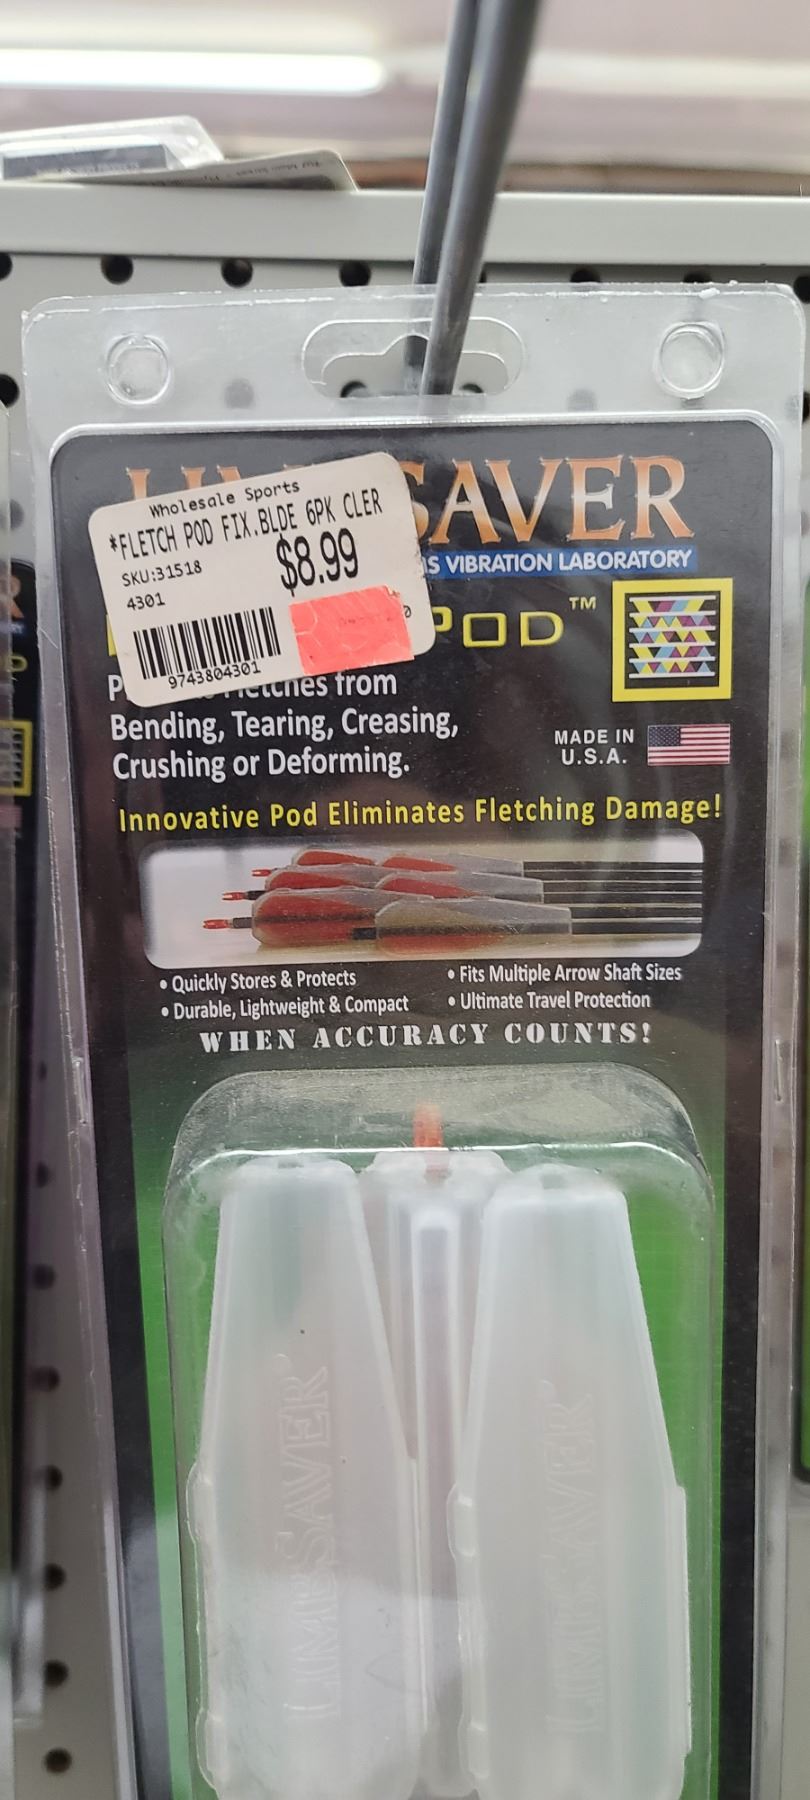 Wholesale Sports
*FLETCH POD FIX.BLDE 6PK CLER
$8.99
SKU:31518
4301
9743804301
SAVER
VIBRATION LABORATORY
POD™
Fletches from
Bending, Tearing, Creasing,
Crushing or Deforming.
MADE IN
U.S.A.
Innovative Pod Eliminates Fletching Damage!
• Quickly Stores & Protects
• Durable, Lightweight & Compact
• Fits Multiple Arrow Shaft Sizes
• Ultimate Travel Protection
WHEN ACCURACY COUNTS!
LIMBSAVER
LIMBSAVER